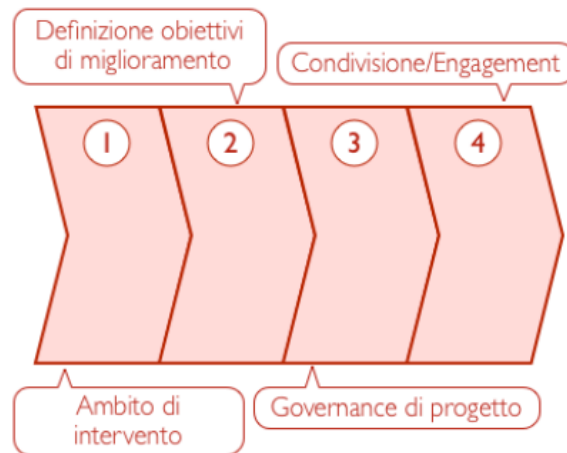 Definizione obiettivi
di miglioramento
Condivisione/Engagement
1
2
3
4
Ambito di
intervento
Governance di progetto